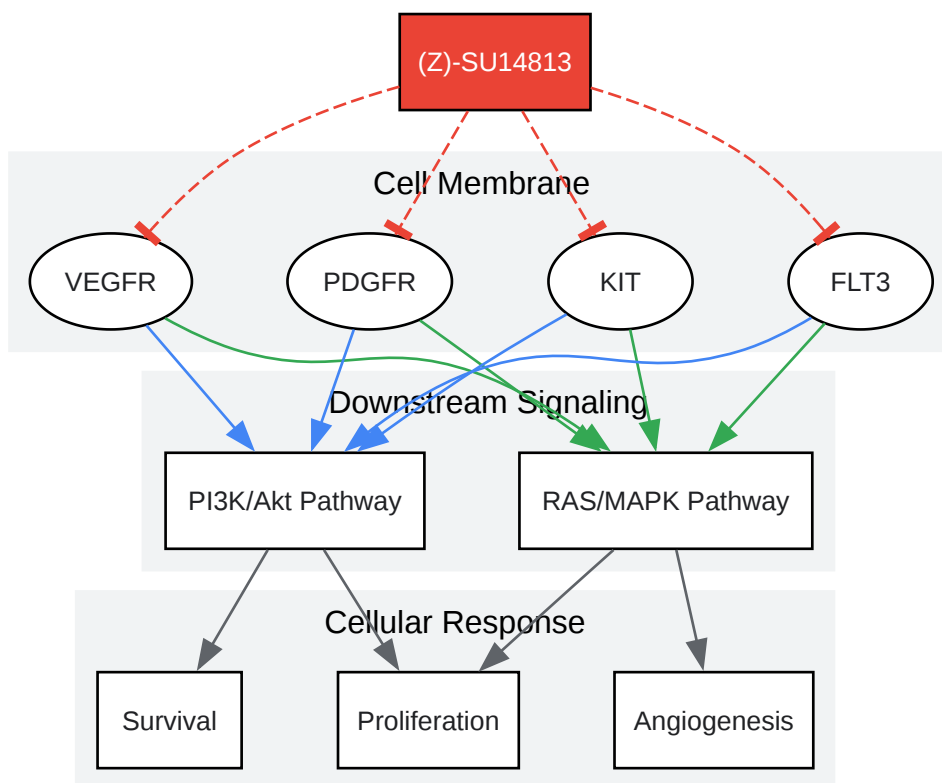 (Z)-SU14813
Cell Membrane
VEGFR
PDGFR
KIT
FLT3
Downstream Signaling
PI3K/Akt Pathway
RAS/MAPK Pathway
Cellular Response
Survival
Proliferation
Angiogenesis